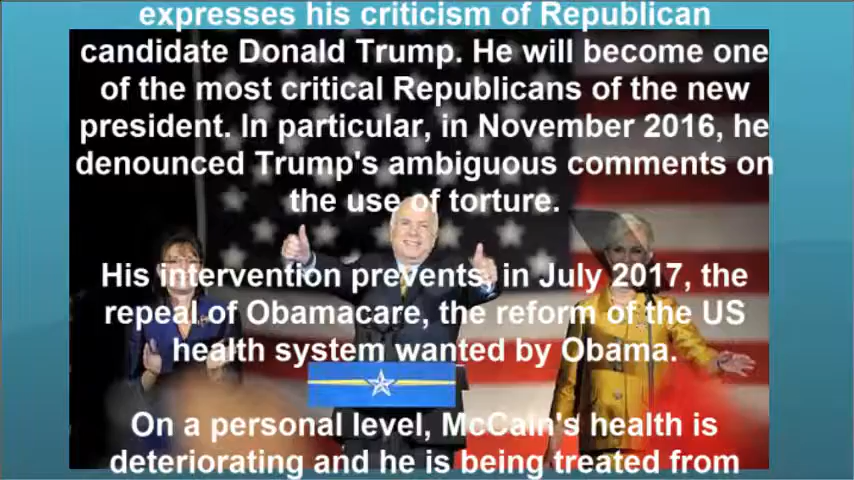 expresses his criticism of Republican
candidate Donald Trump. He will become one
of the most critical Republicans of the new
president. In particular, in November 2016, he
denounced Trump's ambiguous comments on
the use of torture.
His intervention prevents, in July 2017, the
repeal of Obamacare, the reform of the US
health system wanted by Obama.
On a personal level, McCain's health is
deteriorating and he is being treated from